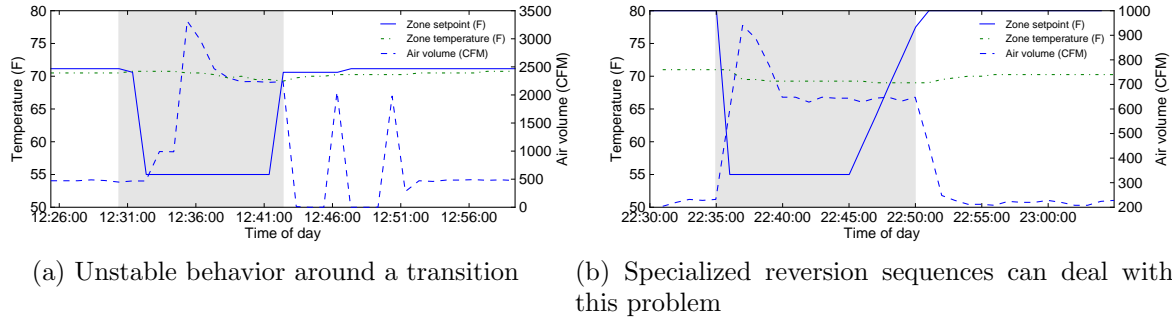 80
75
70
65
60
55
50
Temperature (F)
12:26:00 12:31:00 12:36:00 12:41:00 12:46:00 12:51:00 12:56:00
Time of day
3500
3000
2500
2000
1500
1000
500
0
Air volume (CFM)
Zone setpoint (F)
Zone temperature (F)
Air volume (CFM)
(a) Unstable behavior around a transition
80
75
70
65
60
55
50
Temperature (F)
22:30:00 22:35:00 22:40:00 22:45:00 22:50:00 22:55:00 23:00:00
Time of day
1000
900
800
700
600
500
400
300
200
Air volume (CFM)
Zone setpoint (F)
Zone temperature (F)
Air volume (CFM)
(b) Specialized reversion sequences can deal with
this problem